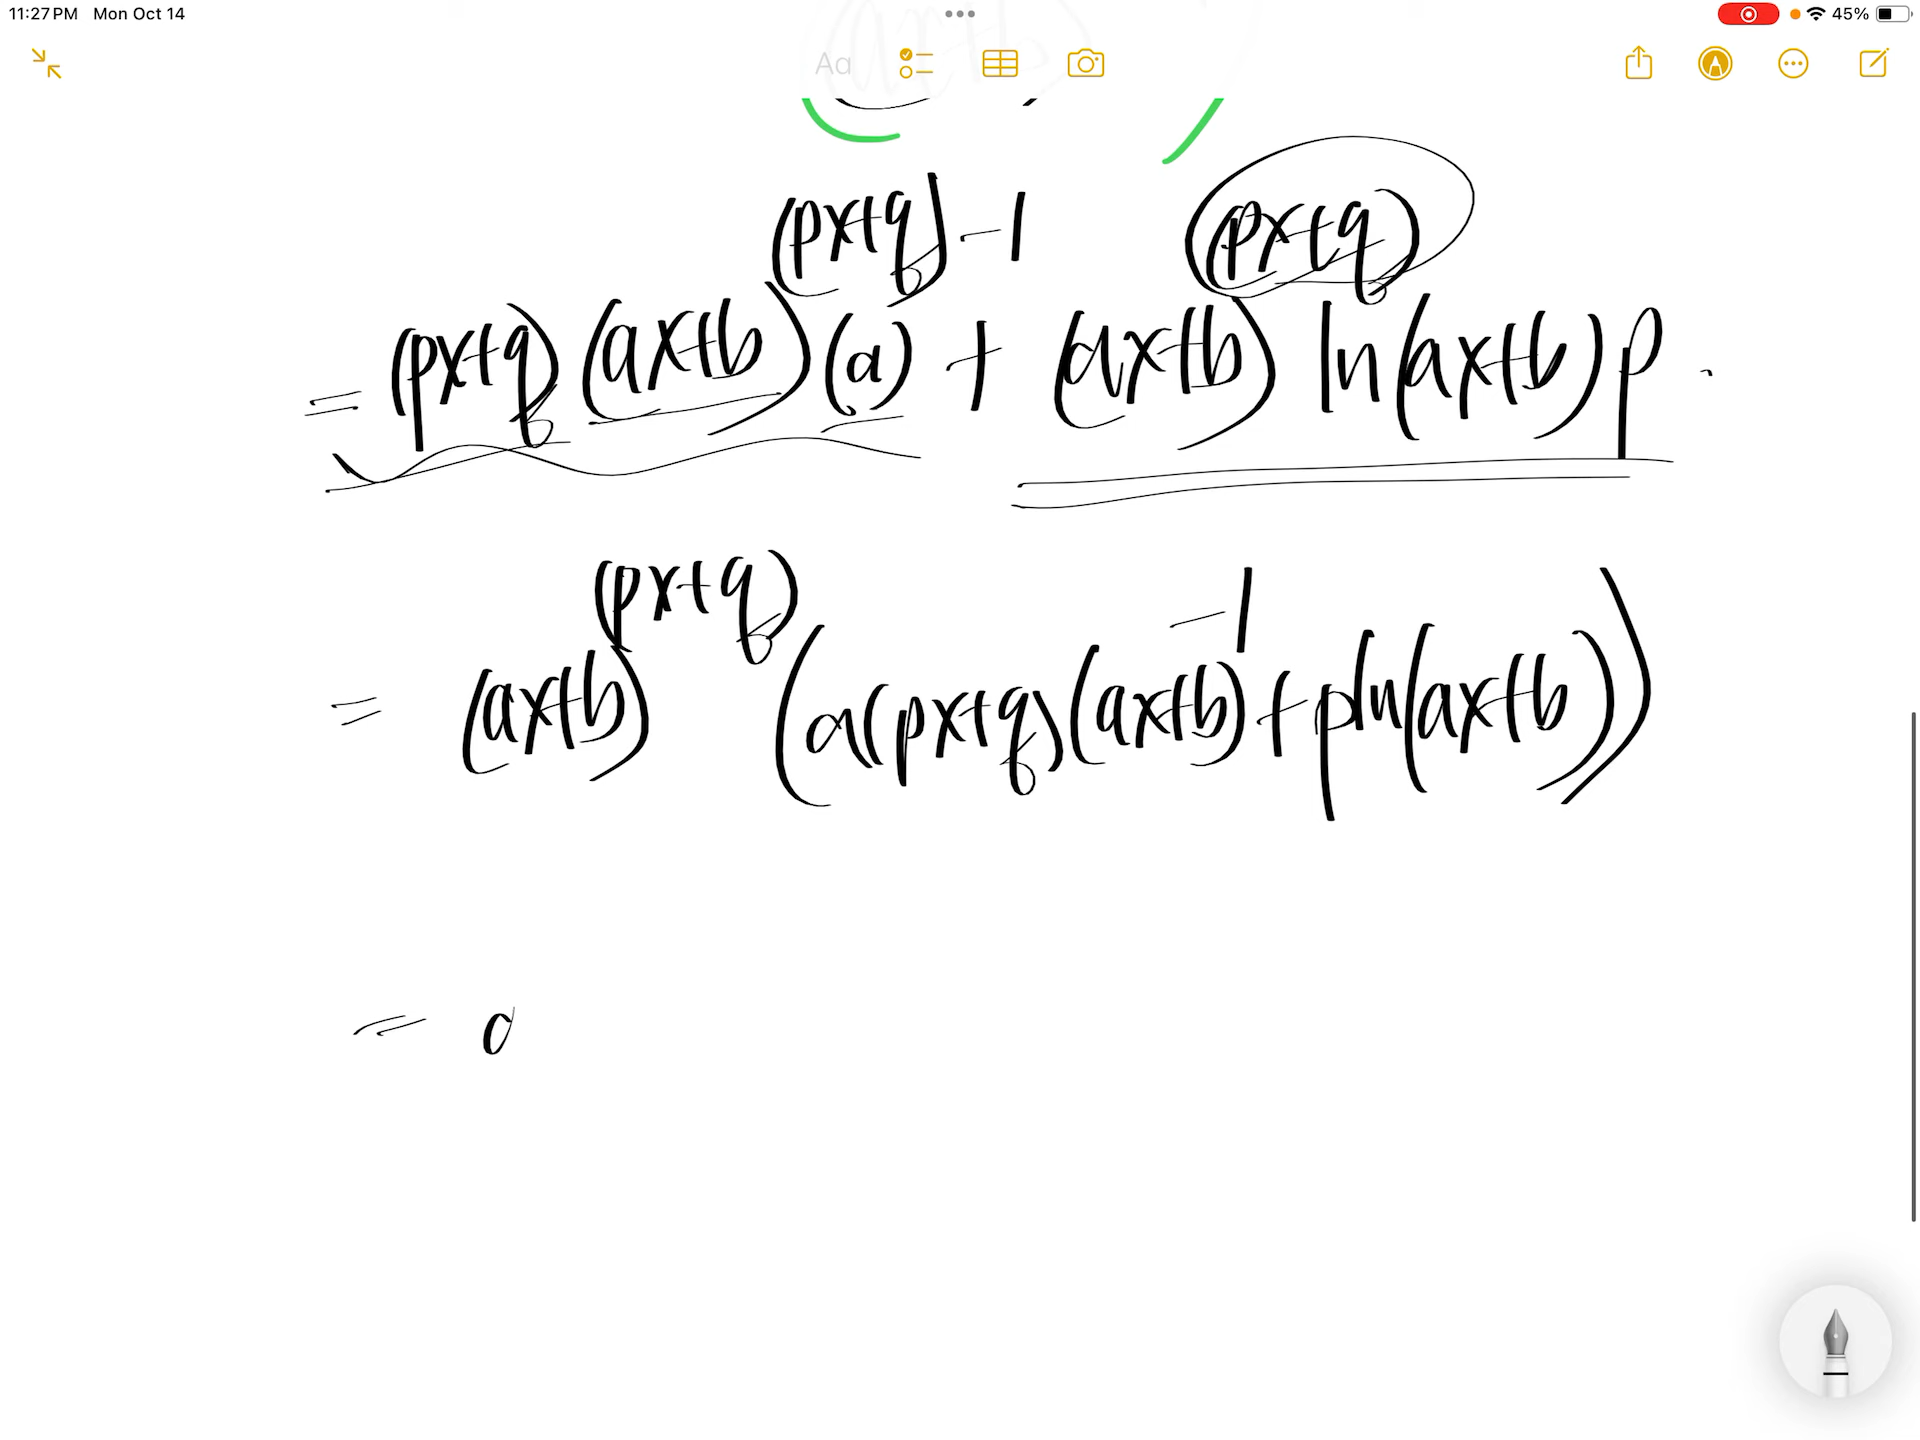 11:27 PM Mon Oct 14
45%
Aa
(px+q)-1 (px+q)
= (px+q) (ax+b) (a) + (ax+b) ln(ax+b) p .
(px+q) -1
= (ax+b) (a(px+q)(ax+b) + pln(ax+b))
= a